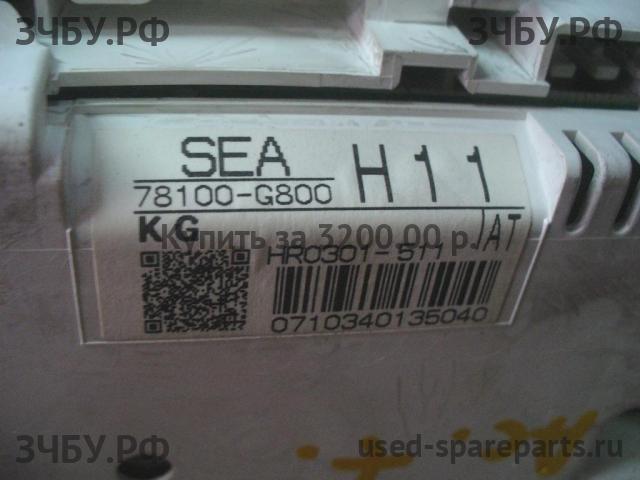 ЗЧБУ.РФ
ЗЧБУ.РФ
SEA
H11
78100-G800
KG
/AT
Купить за 3200.00 р.
HR0301-511
0710340135040
ЗЧБУ.РФ
used-spareparts.ru